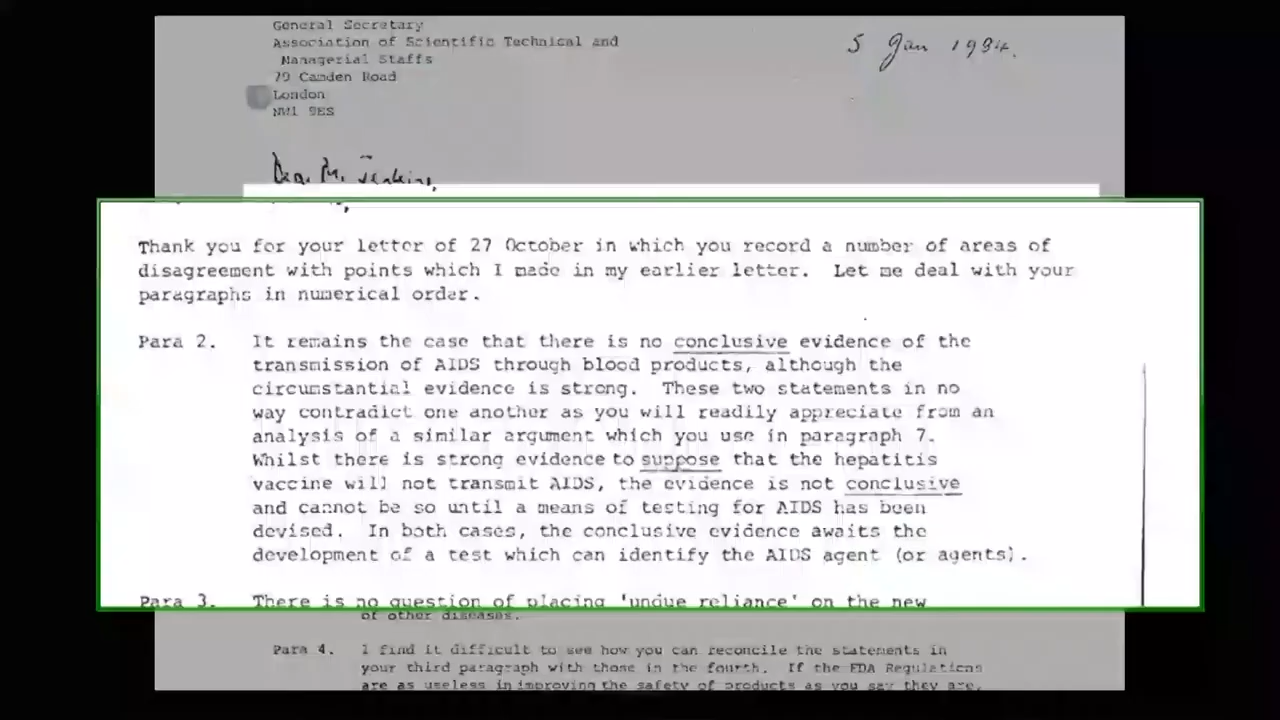 General Secretary
Association of Scientific Technical and
Managerial Staffs
79 Camden Road
London
NW1 9ES
5 Jan 1984.
Dear Mr. Jenkins,
Thank you for your letter of 27 October in which you record a number of areas of
disagreement with points which I made in my earlier letter. Let me deal with your
paragraphs in numerical order.
Para 2. It remains the case that there is no conclusive evidence of the
transmission of AIDS through blood products, although the
circumstantial evidence is strong. These two statements in no
way contradict one another as you will readily appreciate from an
analysis of a similar argument which you use in paragraph 7.
Whilst there is strong evidence to suppose that the hepatitis
vaccine will not transmit AIDS, the evidence is not conclusive
and cannot be so until a means of testing for AIDS has been
devised. In both cases, the conclusive evidence awaits the
development of a test which can identify the AIDS agent (or agents).
Para 3. There is no question of placing 'undue reliance' on the new
of other diseases.
Para 4. I find it difficult to see how you can reconcile the statements in
your third paragraph with those in the fourth. If the FDA Regulations
are as useless in improving the safety of products as you say they are,